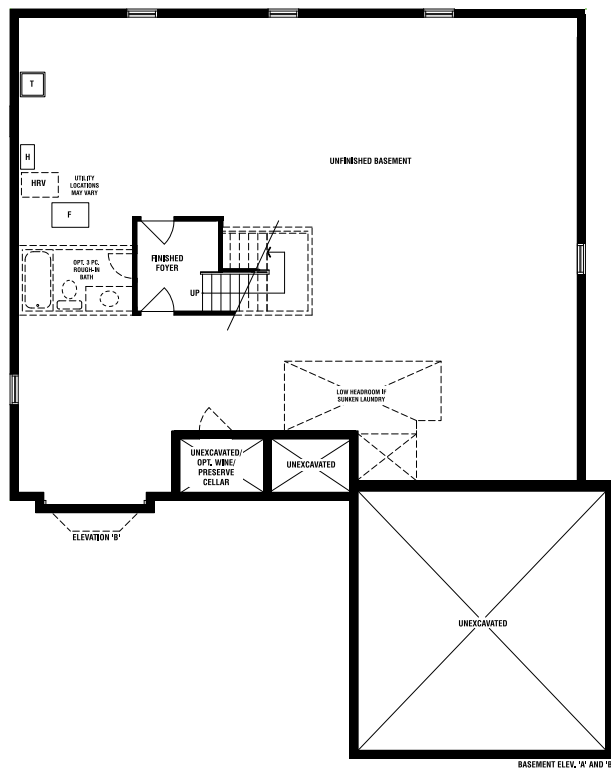 T
UNFINISHED BASEMENT
H
HRV
UTILITY
LOCATIONS
MAY VARY
F
OPT. 3 PC.
ROUGH-IN
BATH
FINISHED
FOYER
UP
LOW HEADROOM IF
SUNKEN LAUNDRY
UNEXCAVATED/
OPT. WINE/
PRESERVE
CELLAR
UNEXCAVATED
ELEVATION 'B'
UNEXCAVATED
BASEMENT ELEV. 'A' AND 'B